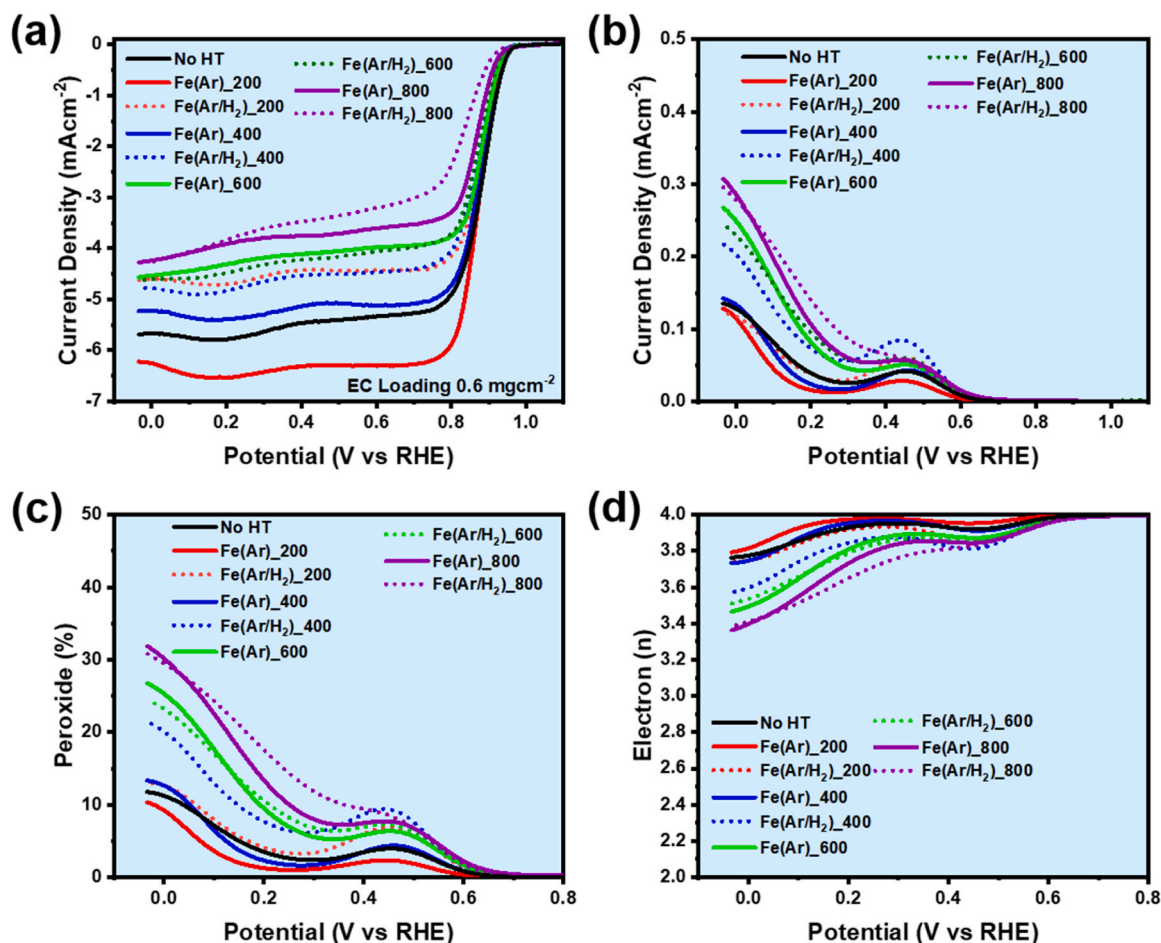 (a)
No HT
Fe(Ar)_200
Fe(Ar/H₂)_200
Fe(Ar)_400
Fe(Ar/H₂)_400
Fe(Ar)_600
Fe(Ar/H₂)_600
Fe(Ar)_800
Fe(Ar/H₂)_800
0
-1
-2
-3
-4
-5
-6
-7
Current Density (mAcm⁻²)
EC Loading 0.6 mgcm⁻²
0.0 0.2 0.4 0.6 0.8 1.0
Potential (V vs RHE)
(b)
No HT
Fe(Ar)_200
Fe(Ar/H₂)_200
Fe(Ar)_400
Fe(Ar/H₂)_400
Fe(Ar)_600
Fe(Ar/H₂)_600
Fe(Ar)_800
Fe(Ar/H₂)_800
0.5
0.4
0.3
0.2
0.1
0.0
Current Density (mAcm⁻²)
0.0 0.2 0.4 0.6 0.8 1.0
Potential (V vs RHE)
(c)
No HT
Fe(Ar)_200
Fe(Ar/H₂)_200
Fe(Ar)_400
Fe(Ar/H₂)_400
Fe(Ar)_600
Fe(Ar/H₂)_600
Fe(Ar)_800
Fe(Ar/H₂)_800
50
40
30
20
10
0
Peroxide (%)
0.0 0.2 0.4 0.6 0.8
Potential (V vs RHE)
(d)
4.0
3.8
3.6
3.4
3.2
3.0
2.8
2.6
2.4
2.2
2.0
Electron (n)
No HT
Fe(Ar)_200
Fe(Ar/H₂)_200
Fe(Ar)_400
Fe(Ar/H₂)_400
Fe(Ar)_600
Fe(Ar/H₂)_600
Fe(Ar)_800
Fe(Ar/H₂)_800
0.0 0.2 0.4 0.6 0.8
Potential (V vs RHE)